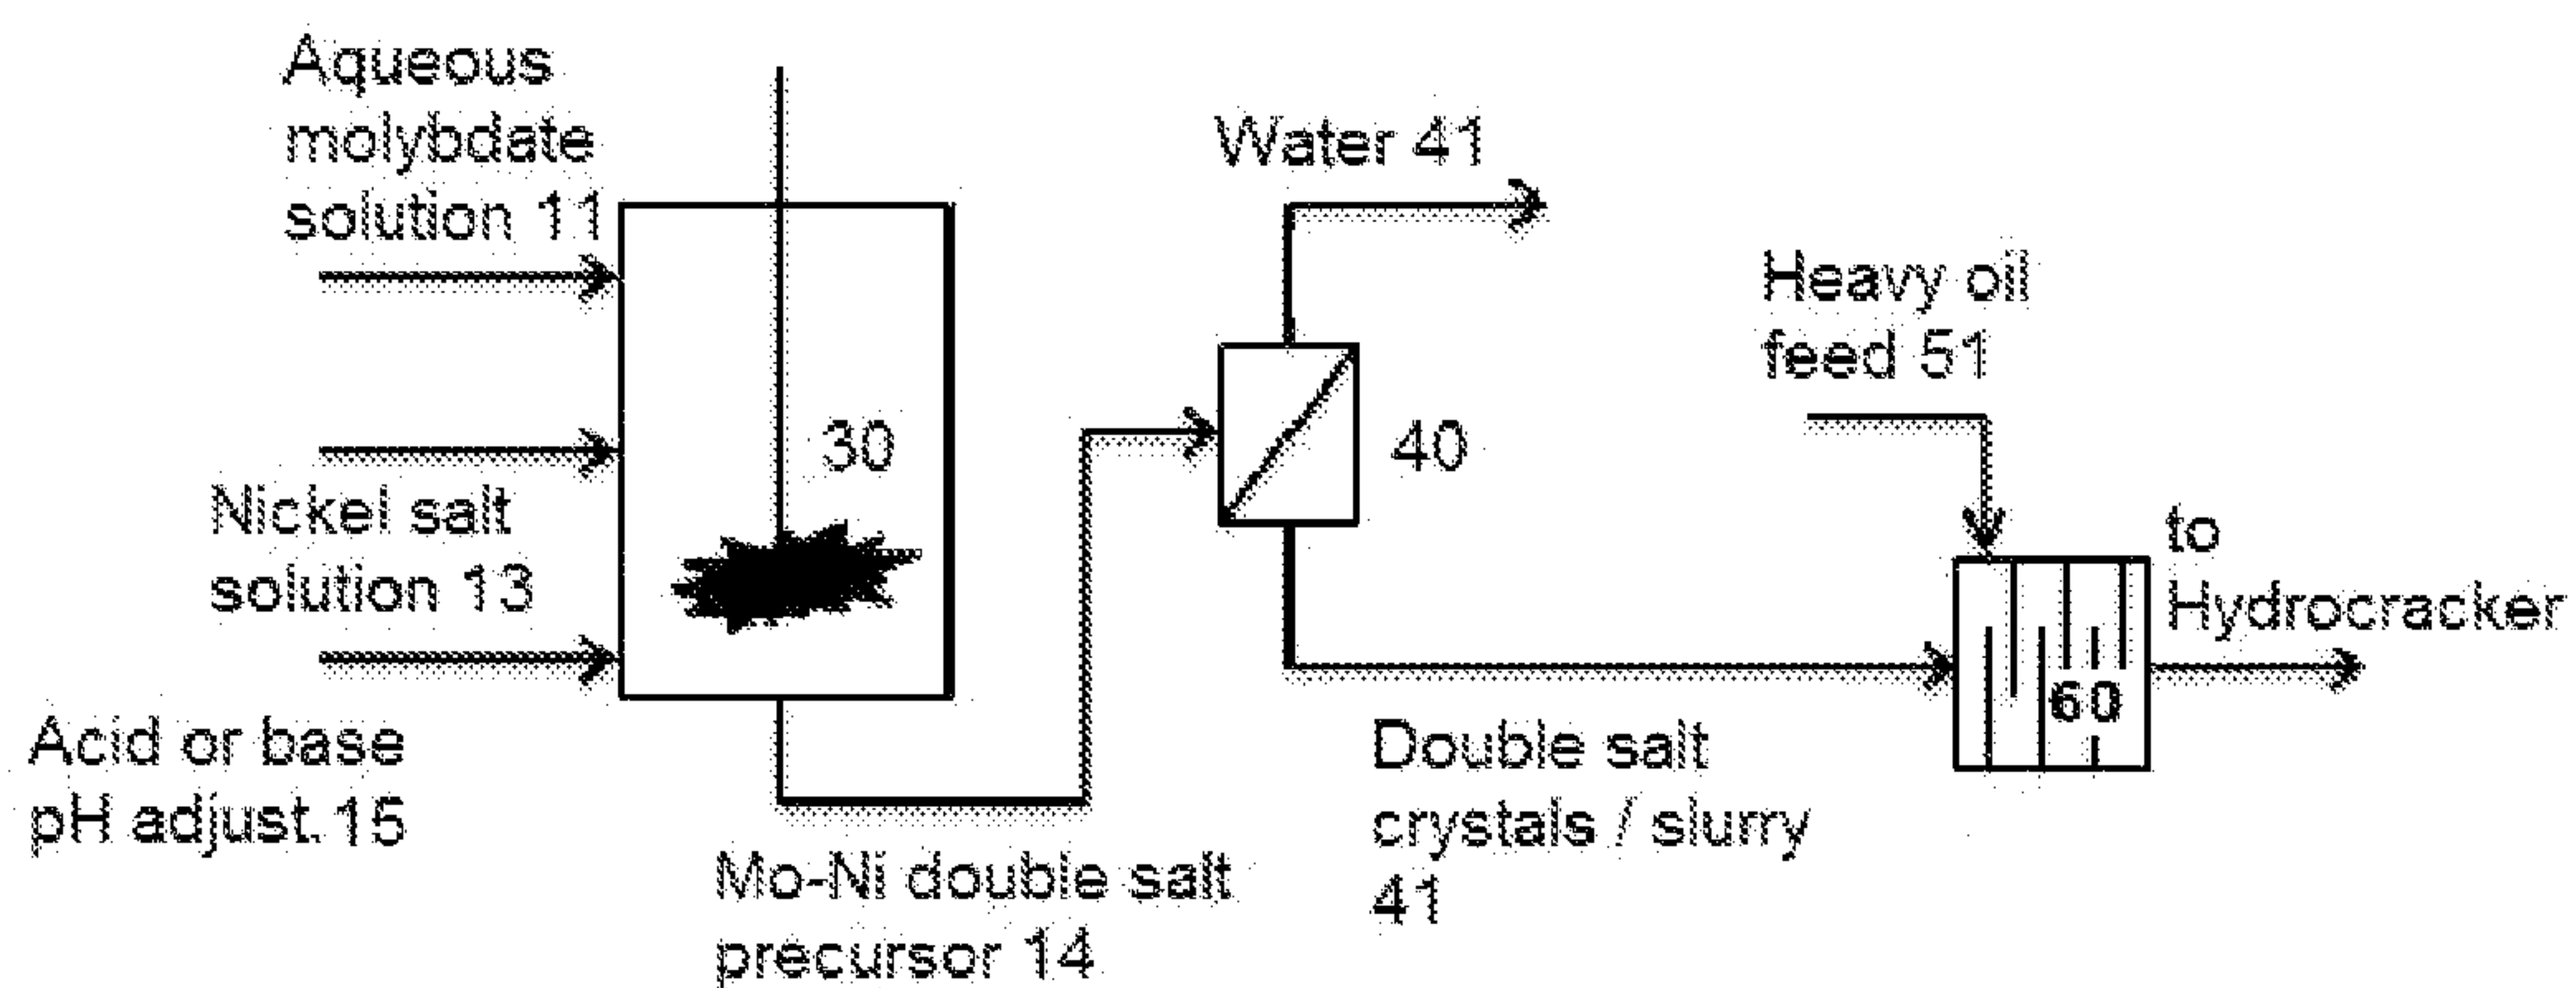 Aqueous
molybdate
solution 11
Water 41
Heavy oil
feed 51
30
40
Nickel salt
solution 13
to
Hydrocracker
60
Acid or base
pH adjust. 15
Double salt
crystals / slurry
41
Mo-Ni double salt
precursor 14